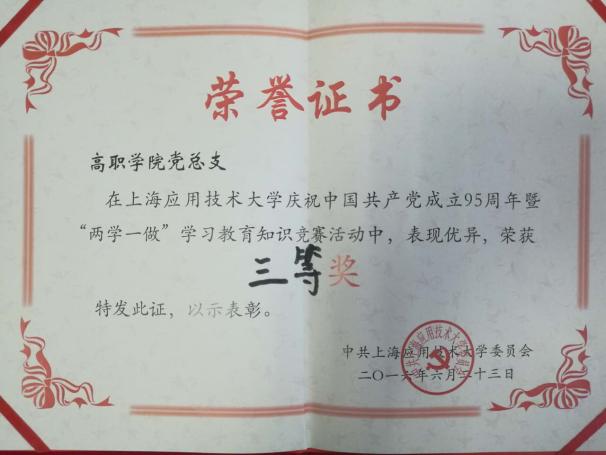 荣誉证书
高职学院党总支
在上海应用技术大学庆祝中国共产党成立95周年暨
“两学一做”学习教育知识竞赛活动中，表现优异，荣获
三等奖
特发此证，以示表彰。
中共上海应用技术大学委员会
二〇一六年六月二十三日